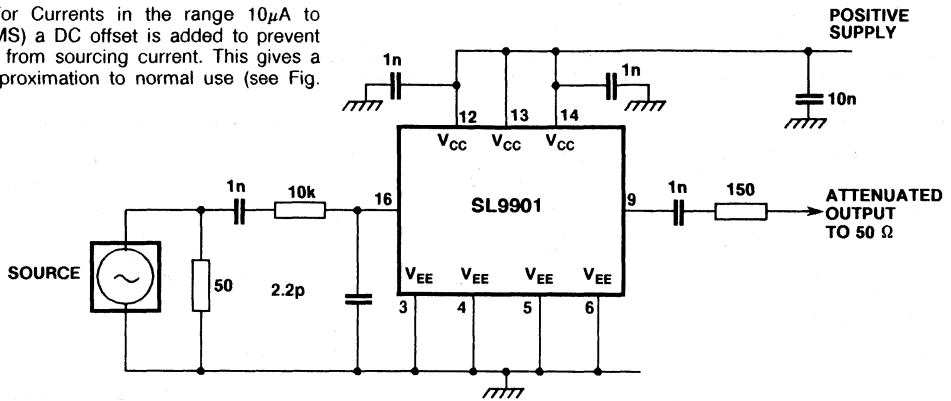 or Currents in the range 10μA to
MS) a DC offset is added to prevent
from sourcing current. This gives a
proximation to normal use (see Fig.
POSITIVE
SUPPLY
1n
1n
10n
12 13 14
VCC VCC VCC
1n
10k
16
SL9901
9
1n
150
ATTENUATED
OUTPUT
TO 50 Ω
SOURCE
50
2.2p
VEE VEE VEE VEE
3 4 5 6